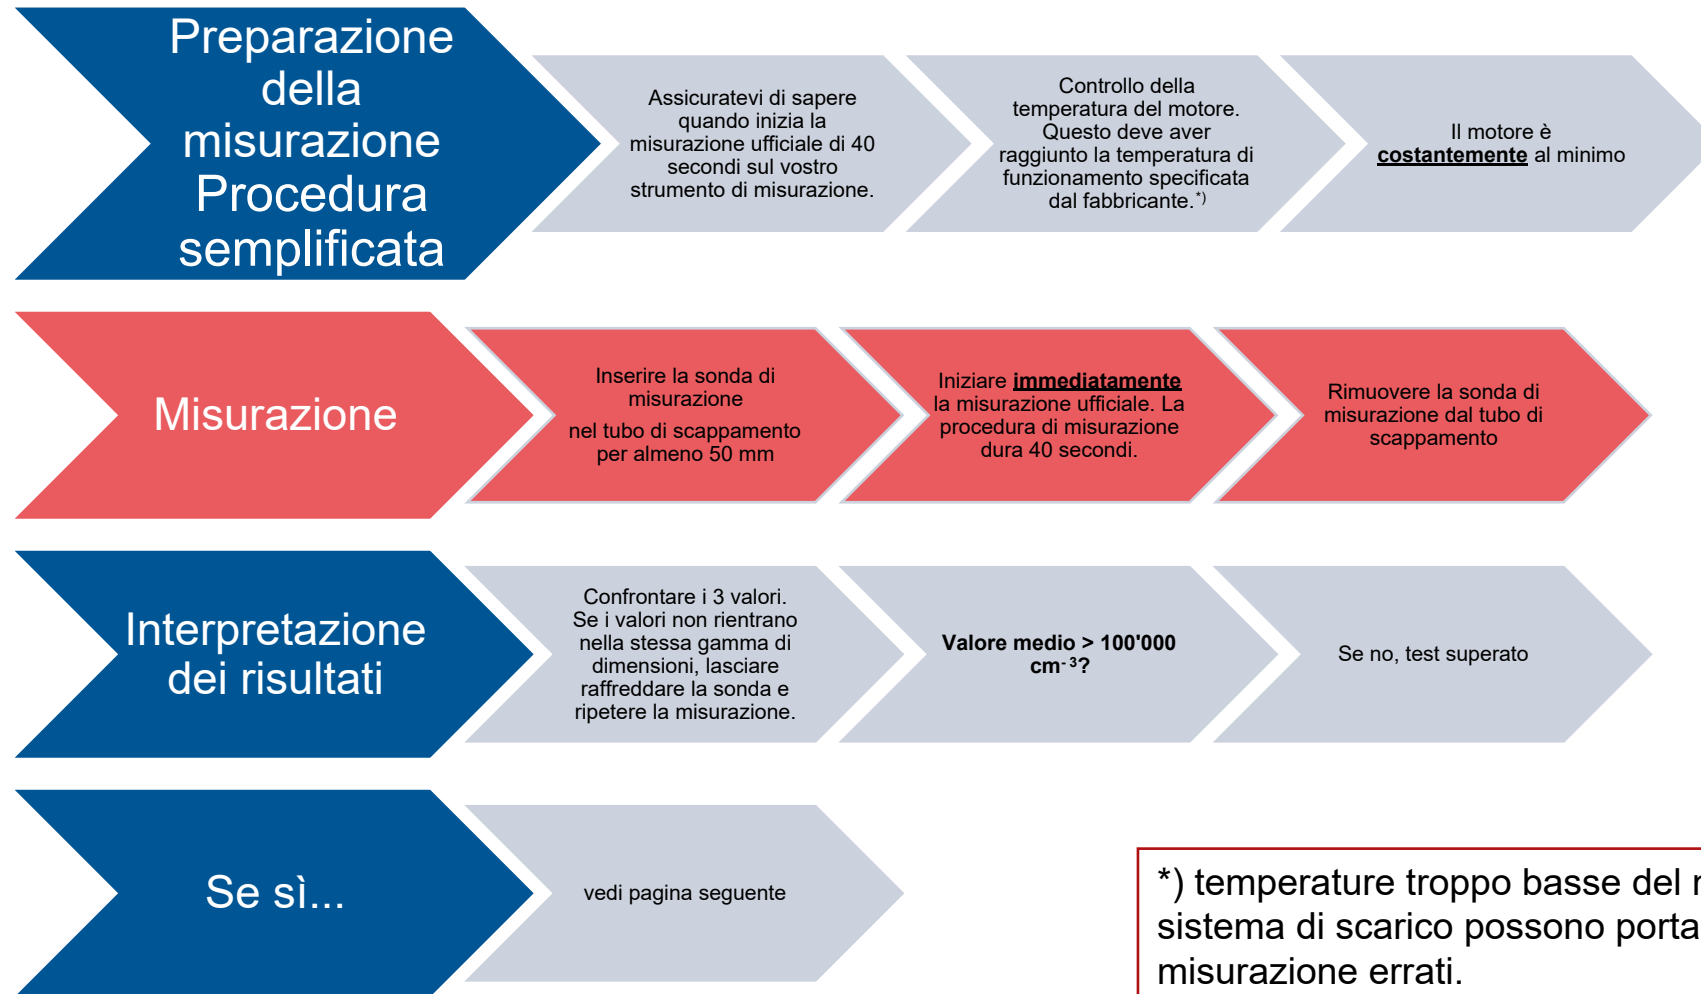 Preparazione
della
misurazione
Procedura
semplificata
Assicuratevi di sapere
quando inizia la
misurazione ufficiale di 40
secondi sul vostro
strumento di misurazione.
Controllo della
temperatura del motore.
Questo deve aver
raggiunto la temperatura di
funzionamento specificata
dal fabbricante.*)
Il motore è
costantemente al minimo
Misurazione
Inserire la sonda di
misurazione
nel tubo di scappamento
per almeno 50 mm
Iniziare immediatamente
la misurazione ufficiale. La
procedura di misurazione
dura 40 secondi.
Rimuovere la sonda di
misurazione dal tubo di
scappamento
Interpretazione
dei risultati
Confrontare i 3 valori.
Se i valori non rientrano
nella stessa gamma di
dimensioni, lasciare
raffreddare la sonda e
ripetere la misurazione.
Valore medio > 100'000
cm-3?
Se no, test superato
Se sì...
vedi pagina seguente
*) temperature troppo basse del
sistema di scarico possono
misurazione errati.